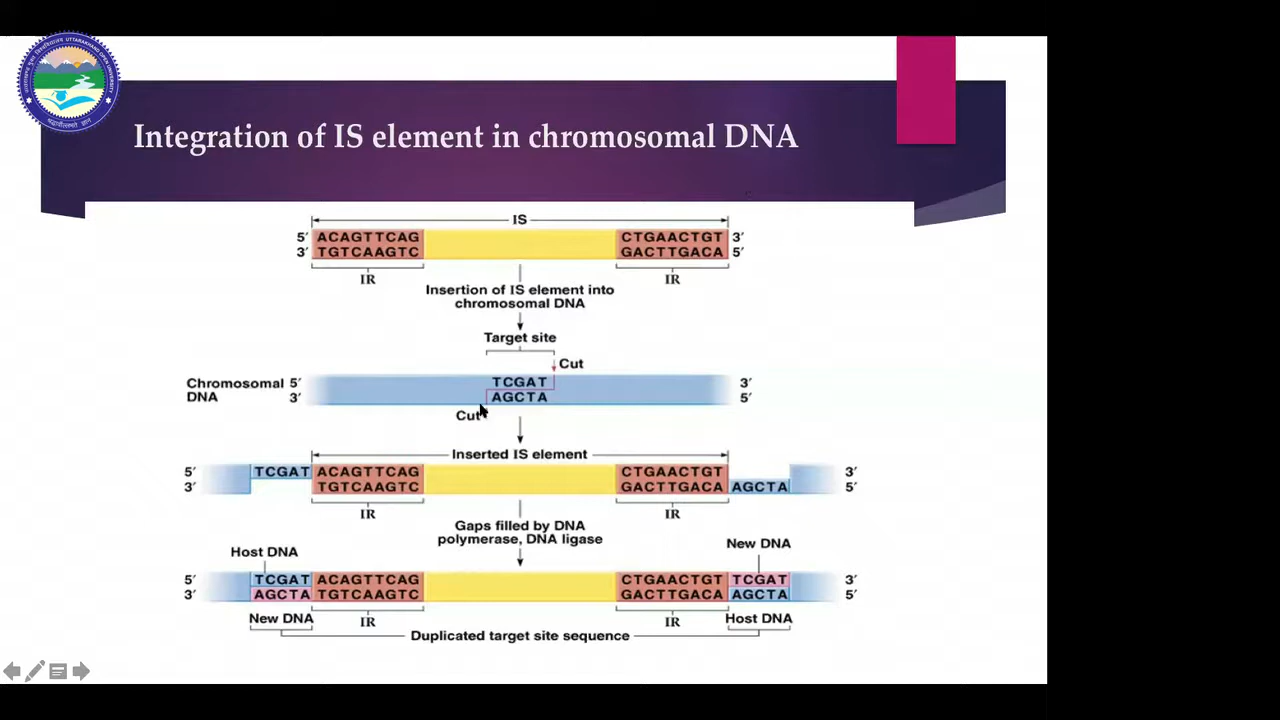 Integration of IS element in chromosomal DNA
IS
5′ ACAGTTCAG CTGAACTGT 3′
3′ TGTCAAGTC GACTTGACA 5′
IR IR
Insertion of IS element into
chromosomal DNA
Target site
Cut
Chromosomal 5′ TCGAT 3′
DNA 3′ AGCTA 5′
Cut
Inserted IS element
5′ TCGAT ACAGTTCAG CTGAACTGT 3′
3′ TGTCAAGTC GACTTGACA AGCTA 5′
IR IR
Gaps filled by DNA
polymerase, DNA ligase
Host DNA New DNA
5′ TCGAT ACAGTTCAG CTGAACTGT TCGAT 3′
3′ AGCTA TGTCAAGTC GACTTGACA AGCTA 5′
New DNA IR IR Host DNA
Duplicated target site sequence